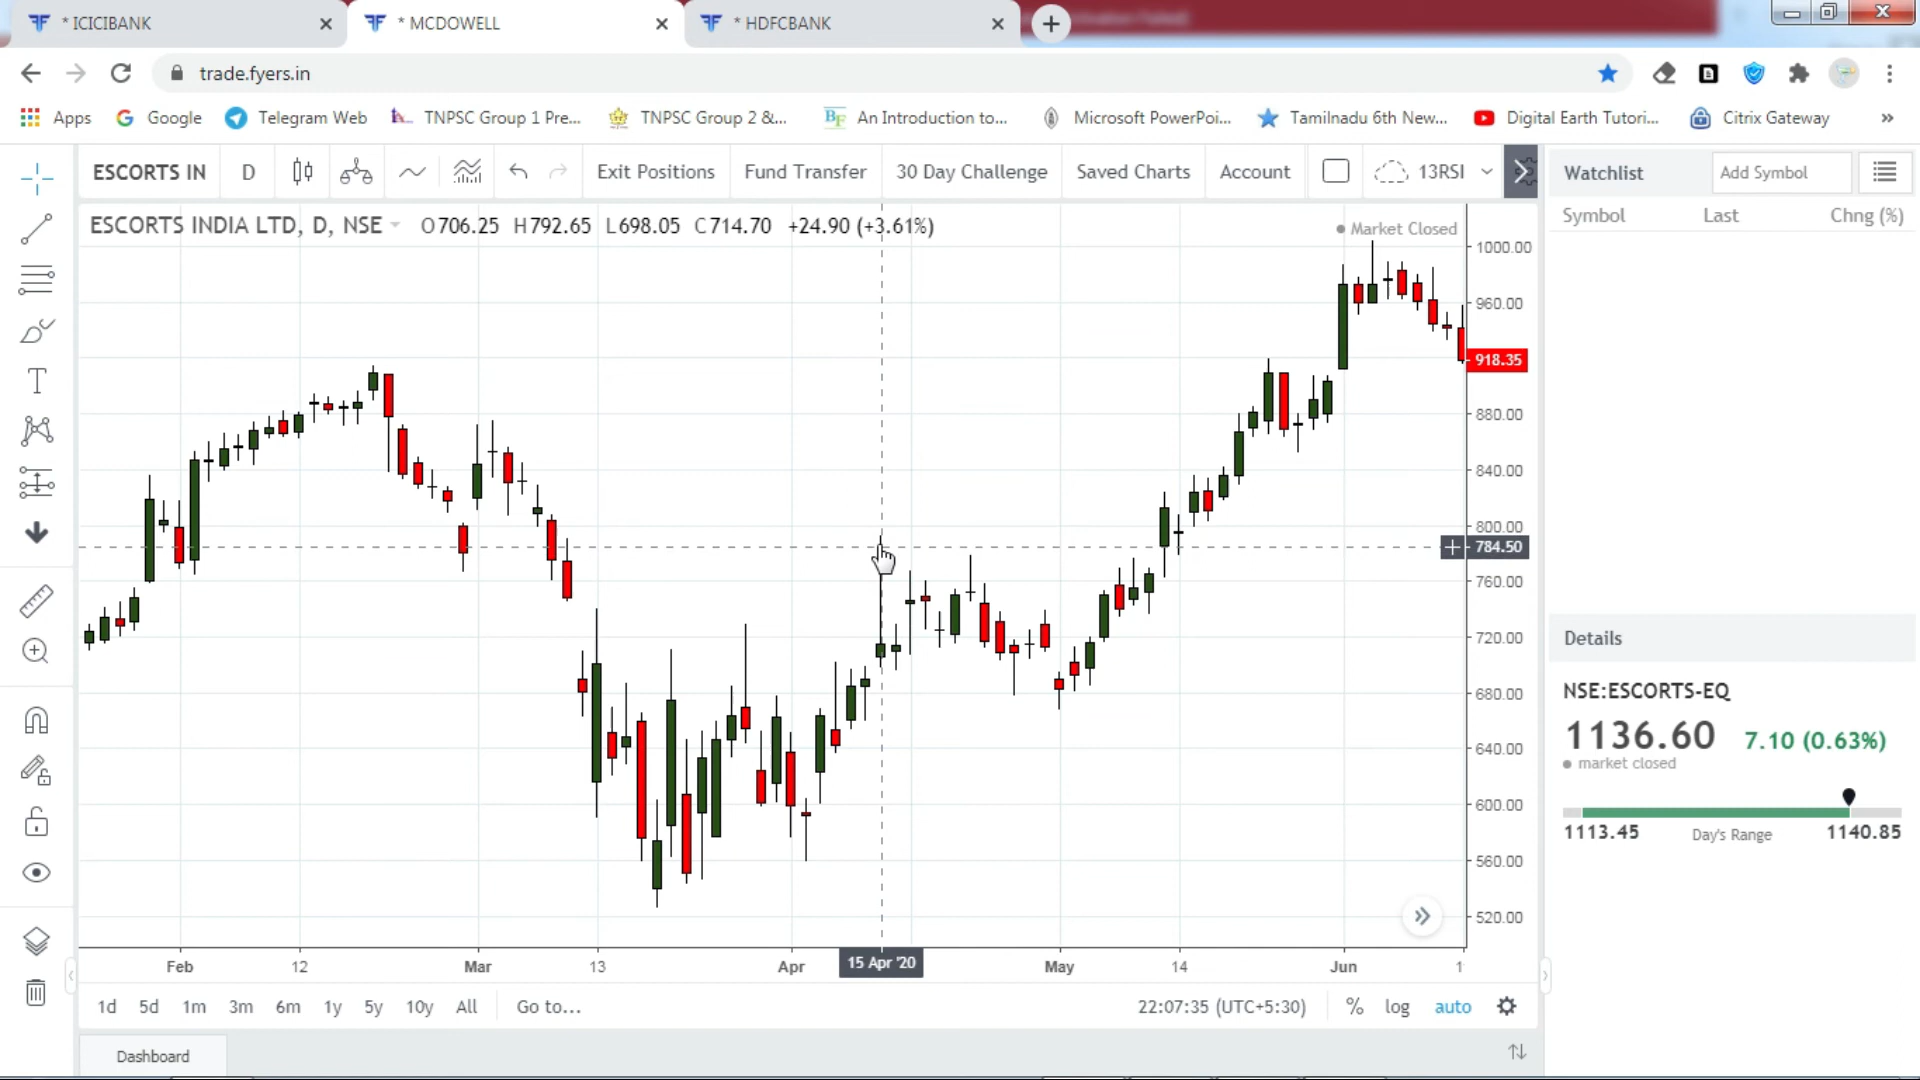 * ICICIBANK
* MCDOWELL
* HDFCBANK
trade.fyers.in
Apps
Google
Telegram Web
TNPSC Group 1 Pre...
TNPSC Group 2 &...
BF An Introduction to...
Microsoft PowerPoi...
Tamilnadu 6th New...
Digital Earth Tutori...
Citrix Gateway
»
ESCORTS IN
D
Exit Positions
Fund Transfer
30 Day Challenge
Saved Charts
Account
13RSI
ESCORTS INDIA LTD, D, NSE
O706.25 H792.65 L698.05 C714.70 +24.90 (+3.61%)
Market Closed
1000.00
960.00
918.35
880.00
840.00
800.00
784.50
760.00
720.00
680.00
640.00
600.00
560.00
520.00
Feb
12
Mar
13
Apr
15 Apr '20
May
14
Jun
1
1d 5d 1m 3m 6m 1y 5y 10y All
Go to...
22:07:35 (UTC+5:30)
% log auto
Dashboard
Watchlist
Add Symbol
Symbol Last Chng (%)
Details
NSE:ESCORTS-EQ
1136.60 7.10 (0.63%)
market closed
1113.45 Day's Range 1140.85